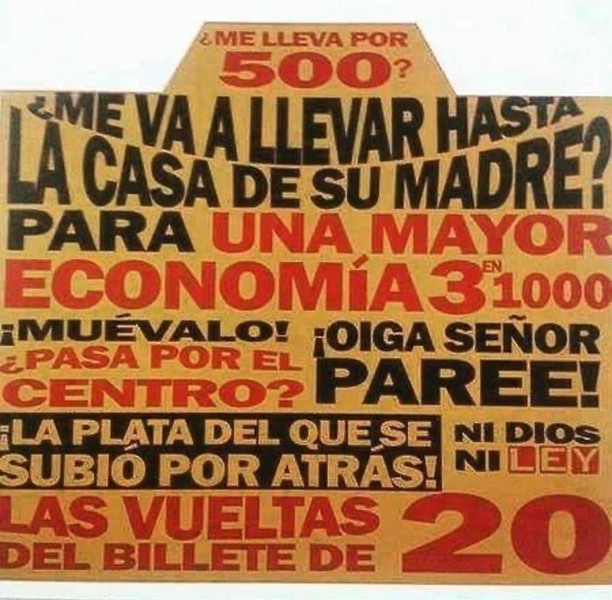 ¿ME LLEVA POR
500?
¿ME VA A LLEVAR HASTA
LA CASA DE SU MADRE?
PARA UNA MAYOR
ECONOMÍA 3 EN 1000
¡MUÉVALO!
¿PASA POR EL
CENTRO?
¡OIGA SEÑOR
PAREE!
¡LA PLATA DEL QUE SE
SUBIÓ POR ATRÁS!
NI DIOS
NI LEY
LAS VUELTAS
DEL BILLETE DE 20